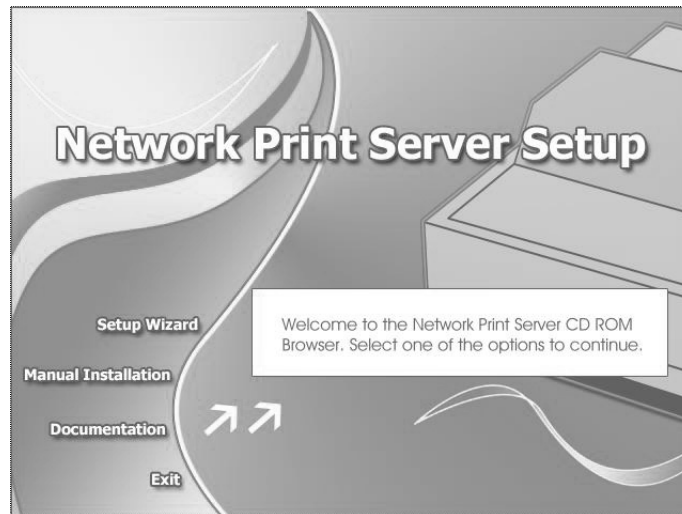 Network Print Server Setup
Setup Wizard
Welcome to the Network Print Server CD ROM
Browser. Select one of the options to continue.
Manual Installation
Documentation
Exit